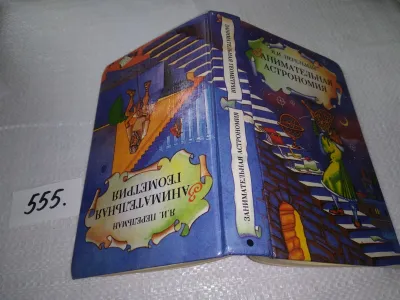 Я.И. ПЕРЕЛЬМАН
ЗАНИМАТЕЛЬНАЯ
АСТРОНОМИЯ
ЗАНИМАТЕЛЬНАЯ ГЕОМЕТРИЯ
ЗАНИМАТЕЛЬНАЯ АСТРОНОМИЯ
Я.И. ПЕРЕЛЬМАН
ЗАНИМАТЕЛЬНАЯ
ГЕОМЕТРИЯ
555.